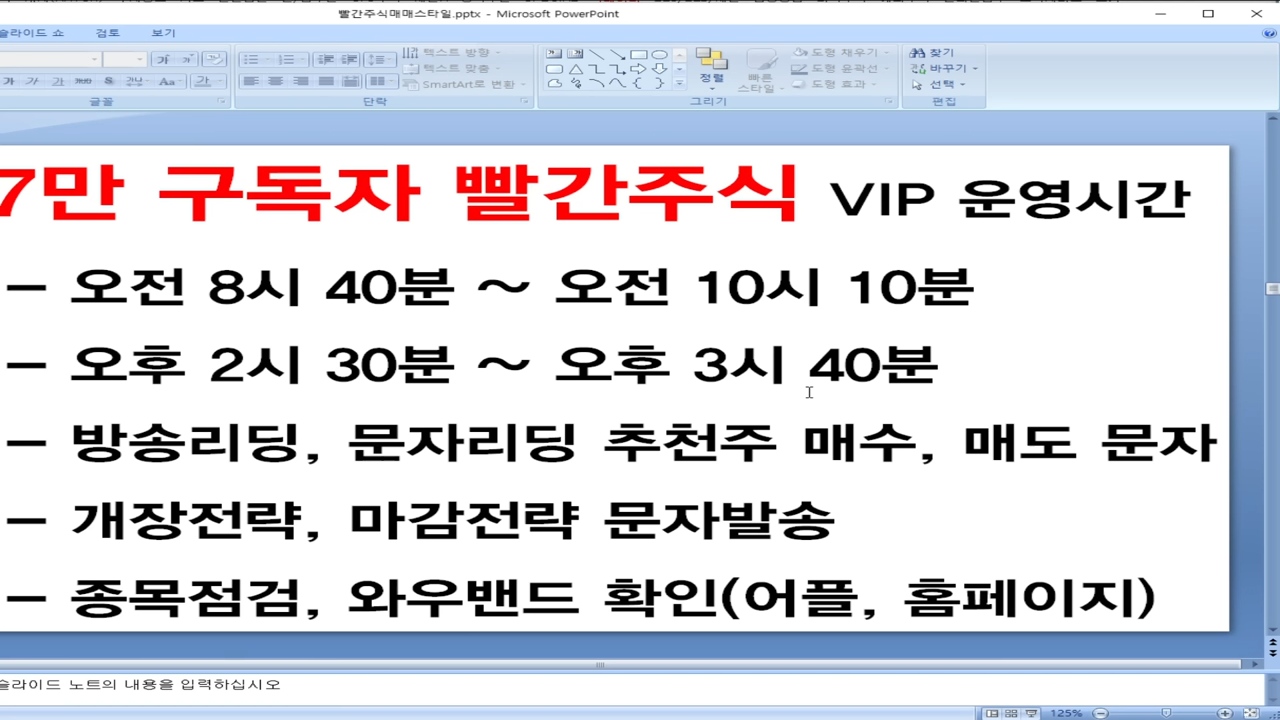 빨간주식매매스타일.pptx - Microsoft PowerPoint
슬라이드 쇼 검토 보기
텍스트 방향
텍스트 맞춤
SmartArt로 변환
정렬
빠른 스타일
도형 채우기
도형 윤곽선
도형 효과
찾기
바꾸기
선택
글꼴 단락 그리기 편집
7만 구독자 빨간주식 VIP 운영시간
- 오전 8시 40분 ~ 오전 10시 10분
- 오후 2시 30분 ~ 오후 3시 40분
- 방송리딩, 문자리딩 추천주 매수, 매도 문자
- 개장전략, 마감전략 문자발송
- 종목점검, 와우밴드 확인(어플, 홈페이지)
슬라이드 노트의 내용을 입력하십시오
125%